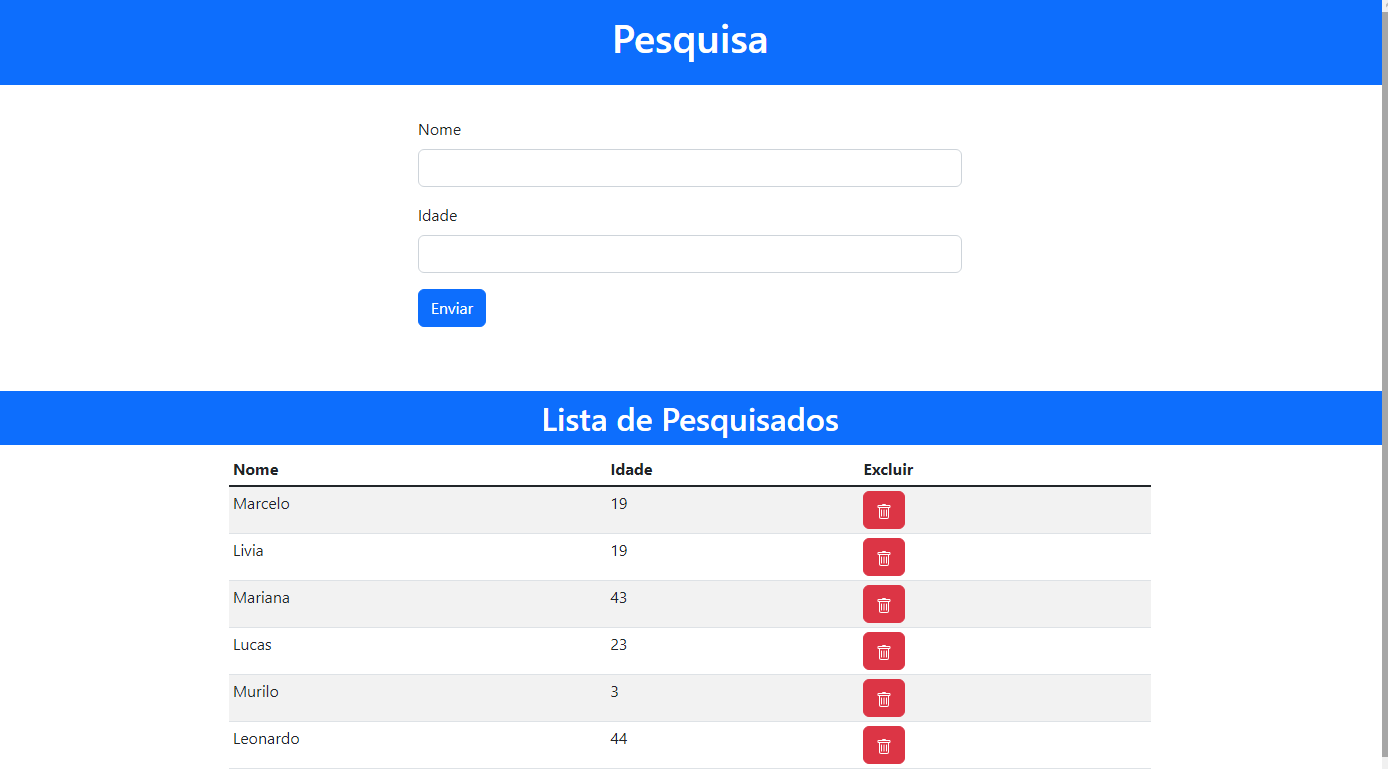 Pesquisa
Nome
Idade
Enviar
Lista de Pesquisados
Nome Idade Excluir
Marcelo 19
Livia 19
Mariana 43
Lucas 23
Murilo 3
Leonardo 44